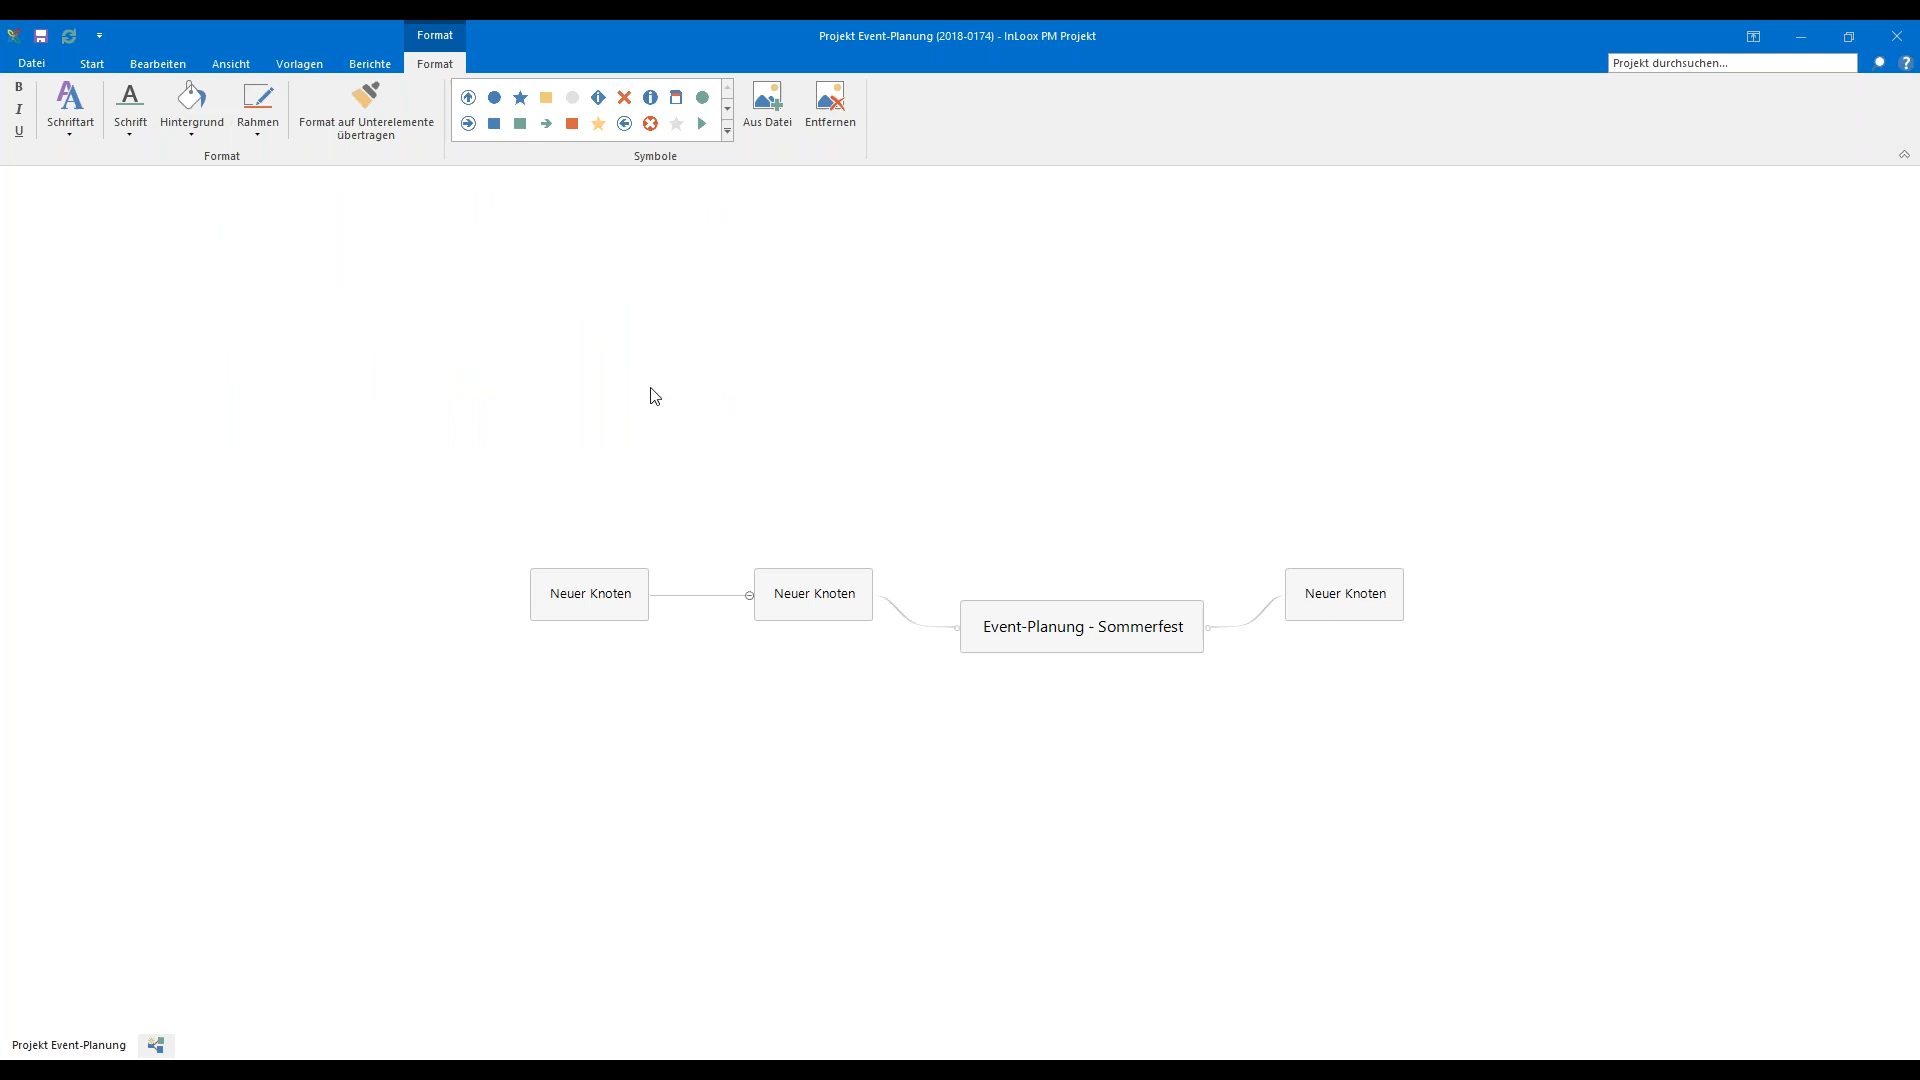 Format
Projekt Event-Planung (2018-0174) - InLoox PM Projekt
Datei Start Bearbeiten Ansicht Vorlagen Berichte Format
Projekt durchsuchen...
B
I
U
Schriftart
Schrift
Hintergrund
Rahmen
Format auf Unterelemente
übertragen
Aus Datei
Entfernen
Format
Symbole
Neuer Knoten
Neuer Knoten
Event-Planung - Sommerfest
Neuer Knoten
Projekt Event-Planung